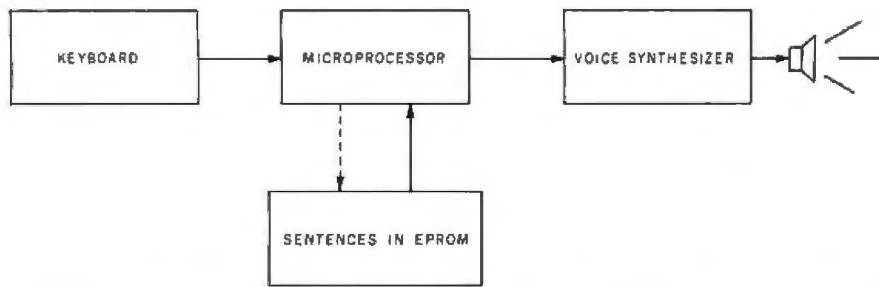 KEYBOARD
MICROPROCESSOR
VOICE SYNTHESIZER
SENTENCES IN EPROM